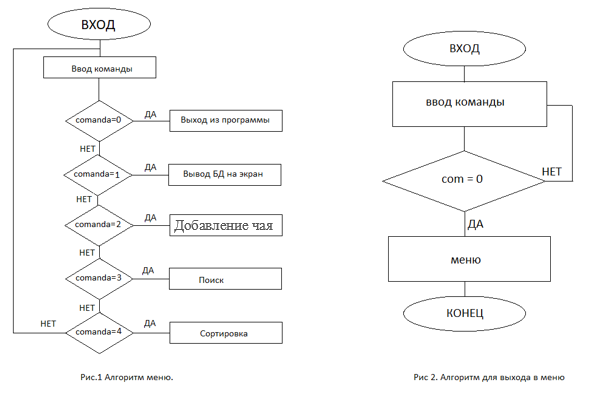 ВХОД
Ввод команды
comanda=0
ДА
Выход из программы
НЕТ
comanda=1
ДА
Вывод БД на экран
НЕТ
comanda=2
ДА
Добавление чая
НЕТ
comanda=3
ДА
Поиск
НЕТ
НЕТ
comanda=4
ДА
Сортировка
Рис.1 Алгоритм меню.
ВХОД
ввод команды
com = 0
НЕТ
ДА
меню
КОНЕЦ
Рис 2. Алгоритм для выхода в меню